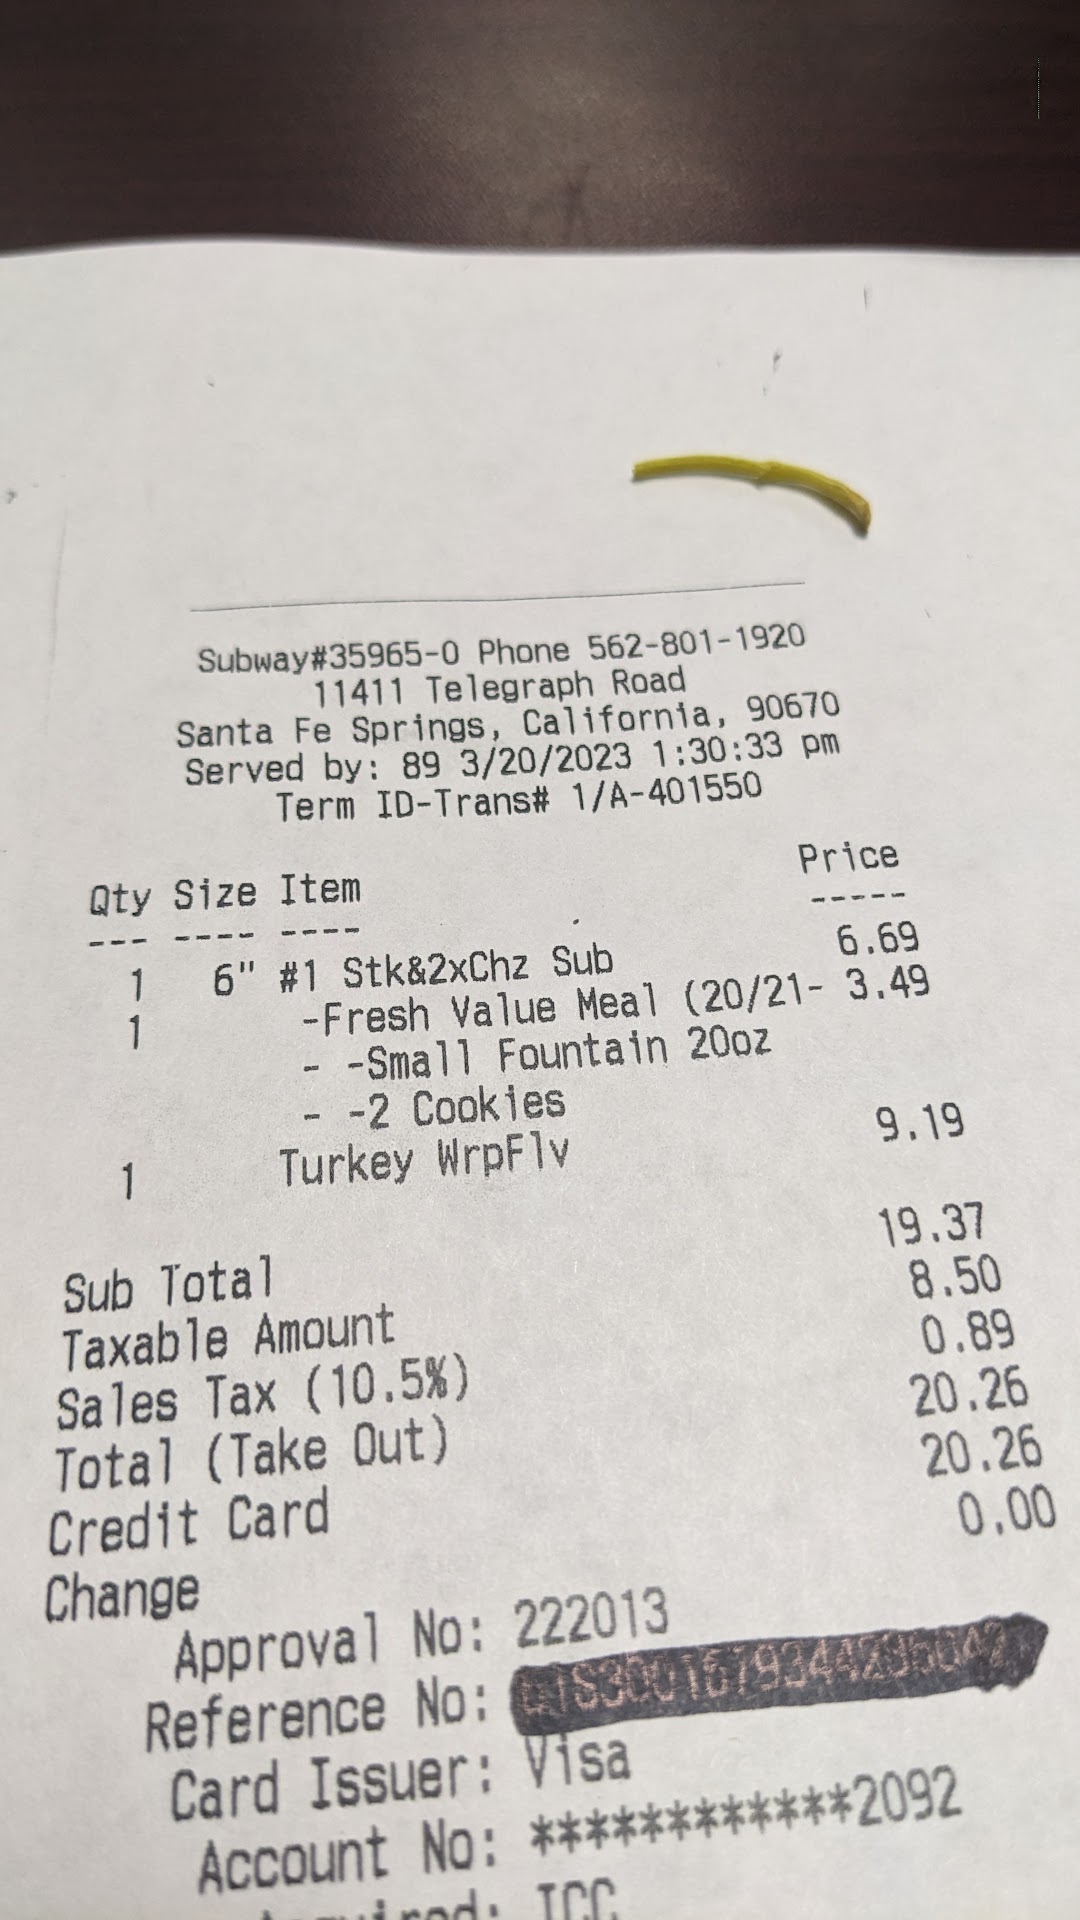 Subway#35965-0 Phone 562-801-1920
11411 Telegraph Road
Santa Fe Springs, California, 90670
Served by: 89 3/20/2023 1:30:33 pm
Term ID-Trans# 1/A-401550
Qty Size Item Price
--- ---- ---- -----
1 6" #1 Stk&2xChz Sub 6.69
1 -Fresh Value Meal (20/21- 3.49
- -Small Fountain 20oz
- -2 Cookies
1 Turkey WrpFlv 9.19
Sub Total 19.37
Taxable Amount 8.50
Sales Tax (10.5%) 0.89
Total (Take Out) 20.26
Credit Card 20.26
Change 0.00
Approval No: 222013
Reference No:
Card Issuer: Visa
Account No: ************2092
ICC